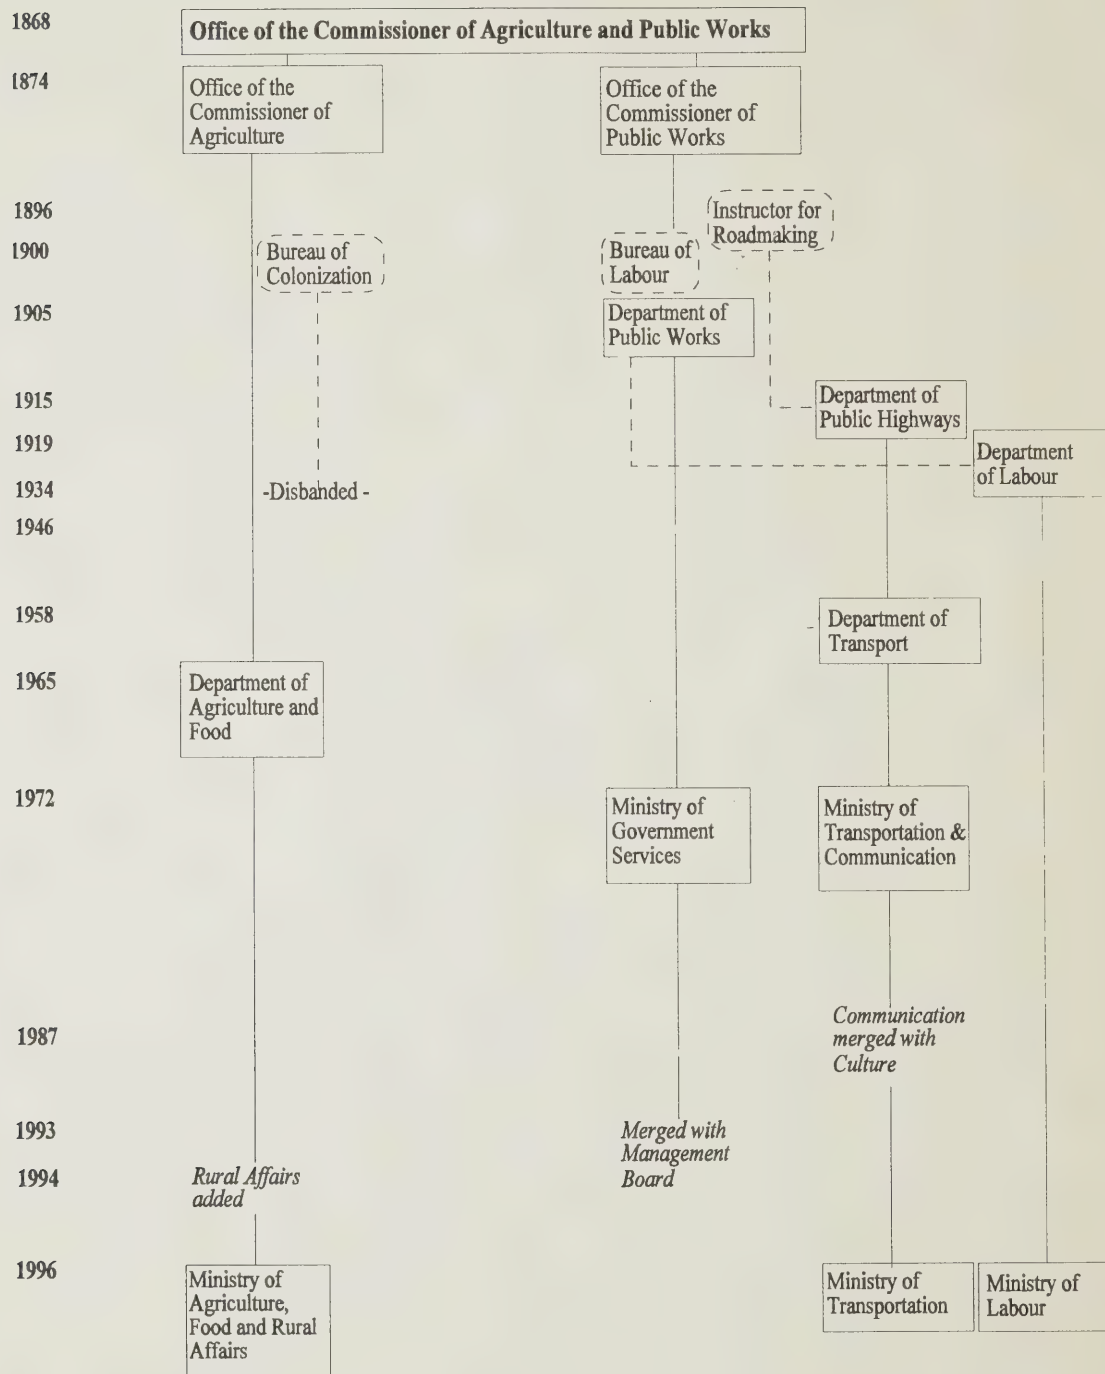 1868
Office of the Commissioner of Agriculture and Public Works
1874
Office of the
Commissioner of
Agriculture
Office of the
Commissioner of
Public Works
1896
Instructor for
Roadmaking
1900
Bureau of
Colonization
Bureau of
Labour
1905
Department of
Public Works
1915
Department of
Public Highways
1919
Department
of Labour
1934
-Disbanded -
1946
1958
Department of
Transport
1965
Department of
Agriculture and
Food
1972
Ministry of
Government
Services
Ministry of
Transportation &
Communication
1987
Communication
merged with
Culture
1993
Merged with
Management
Board
1994
Rural Affairs
added
1996
Ministry of
Agriculture,
Food and Rural
Affairs
Ministry of
Transportation
Ministry of
Labour